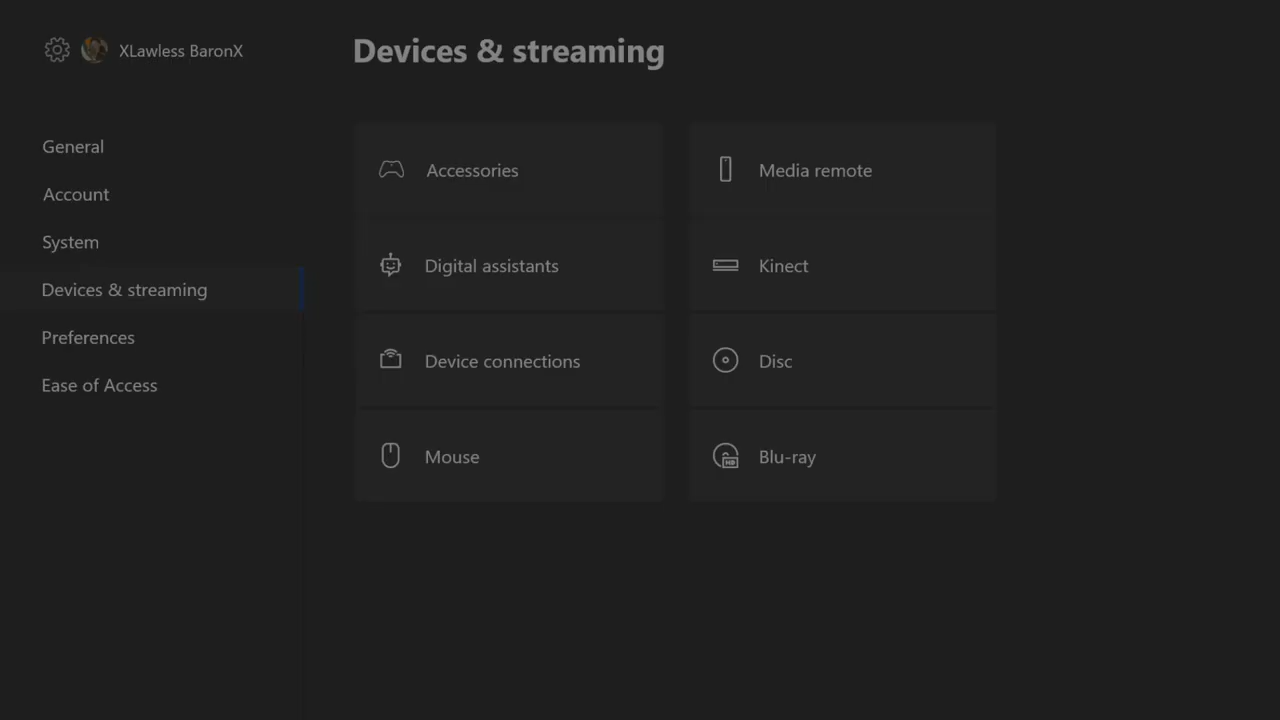 XLawless BaronX
Devices & streaming
General
Account
System
Devices & streaming
Preferences
Ease of Access
Accessories
Digital assistants
Device connections
Mouse
Media remote
Kinect
Disc
Blu-ray